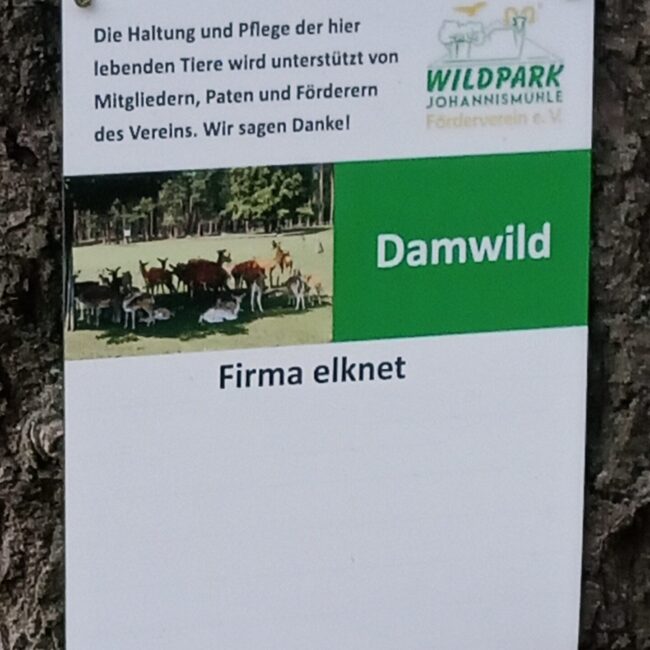 Die Haltung und Pflege der hier
lebenden Tiere wird unterstützt von
Mitgliedern, Paten und Förderern
des Vereins. Wir sagen Danke!
WILDPARK
JOHANNISMÜHLE
Förderverein e. V.
Damwild
Firma elknet